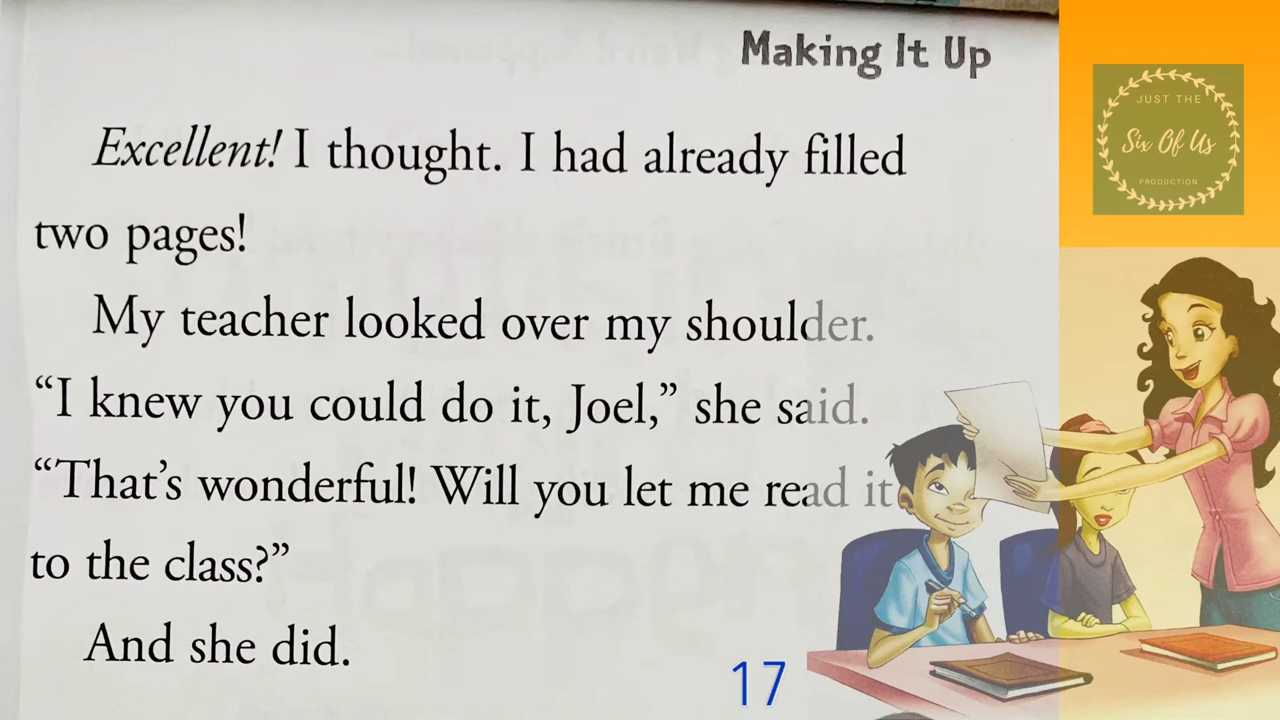 Making It Up
JUST THE
Six Of Us
PRODUCTION
Excellent! I thought. I had already filled
two pages!
My teacher looked over my shoulder.
“I knew you could do it, Joel,” she said.
“That’s wonderful! Will you let me read it
to the class?”
And she did.
17